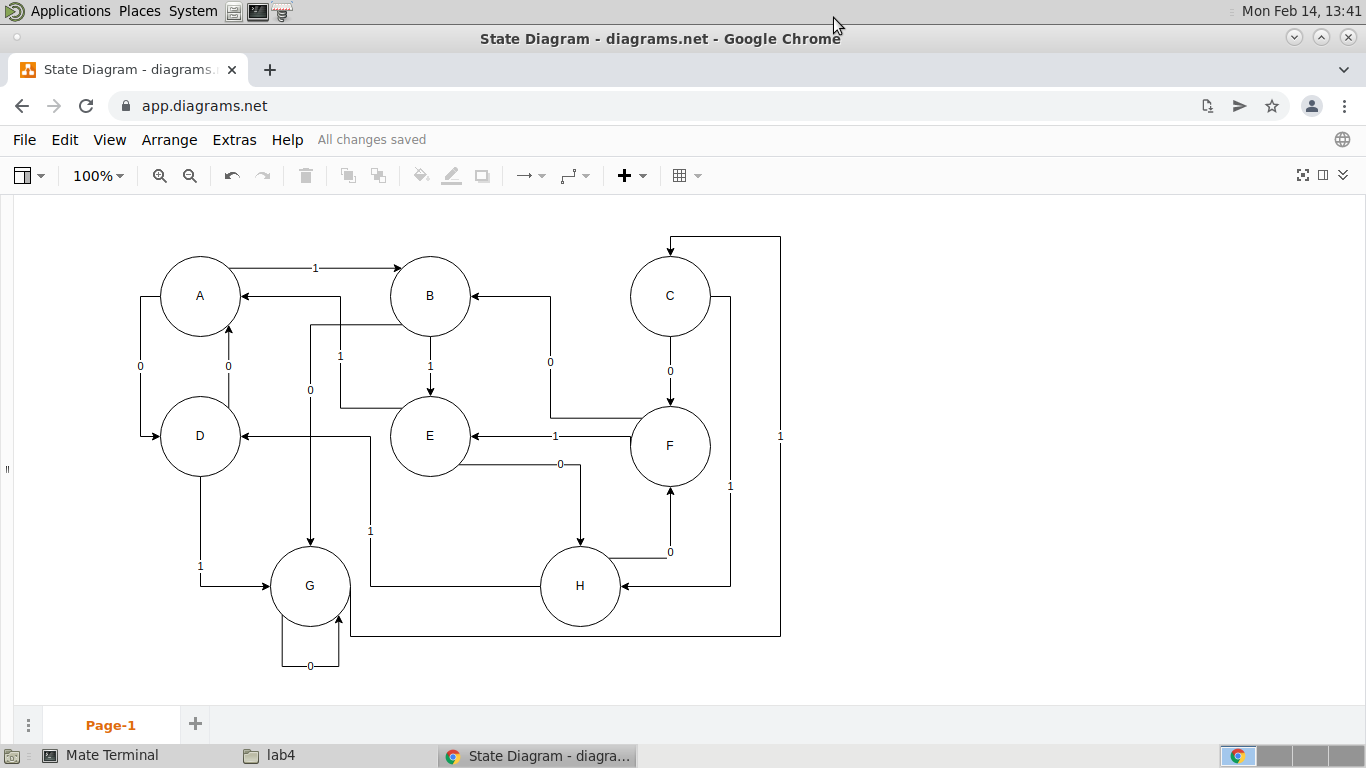 Applications Places System
Mon Feb 14, 13:41
State Diagram - diagrams.net - Google Chrome
State Diagram - diagrams.
app.diagrams.net
File Edit View Arrange Extras Help All changes saved
100%
1
A B C
0 0 1 0 1 0 0
D E 1 F 1
0
1
1
0
1
G H
0
Page-1
Mate Terminal lab4 State Diagram - diagra...